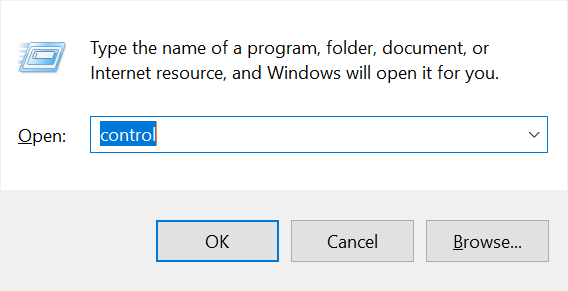 Type the name of a program, folder, document, or
Internet resource, and Windows will open it for you.
Open: control
OK Cancel Browse...